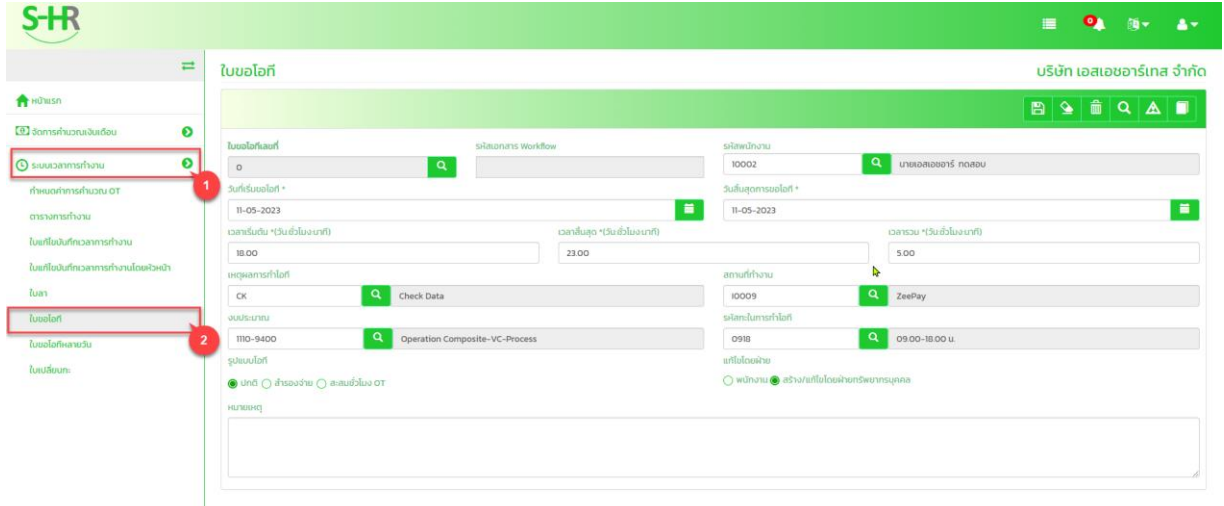 S-HR
0
ใบขอโอที
บริษัท เอสเอชอาร์เทส จำกัด
หน้าแรก
จัดการคำนวณเงินเดือน
ระบบเวลาการทำงาน
1
กำหนดค่าการคำนวณ OT
ตารางการทำงาน
ใบแก้ไขบันทึกเวลาการทำงาน
ใบแก้ไขบันทึกเวลาการทำงานโดยหัวหน้า
ใบลา
ใบขอโอที
2
ใบขอโอทีหลายวัน
ใบเปลี่ยนกะ
ใบขอโอทีเลขที่
รหัสเอกสาร Workflow
รหัสพนักงาน
0
10002
นายเอสเอชอาร์ ทดสอบ
วันที่เริ่มขอโอที *
วันสิ้นสุดการขอโอที *
11-05-2023
11-05-2023
เวลาเริ่มต้น *(วัน:ชั่วโมง:นาที)
เวลาสิ้นสุด *(วัน:ชั่วโมง:นาที)
เวลารวม *(วัน:ชั่วโมง:นาที)
18.00
23.00
5.00
เหตุผลการทำโอที
สถานที่ทำงาน
CK
Check Data
10009
ZeePay
งบประมาณ
รหัสกะในการทำโอที
1110-9400
Operation Composite-VC-Process
0918
09.00-18.00 น.
รูปแบบโอที
แก้ไขโดยฝ่าย
ปกติ
สำรองจ่าย
สะสมชั่วโมง OT
พนักงาน
สร้าง/แก้ไขโดยฝ่ายทรัพยากรบุคคล
หมายเหตุ